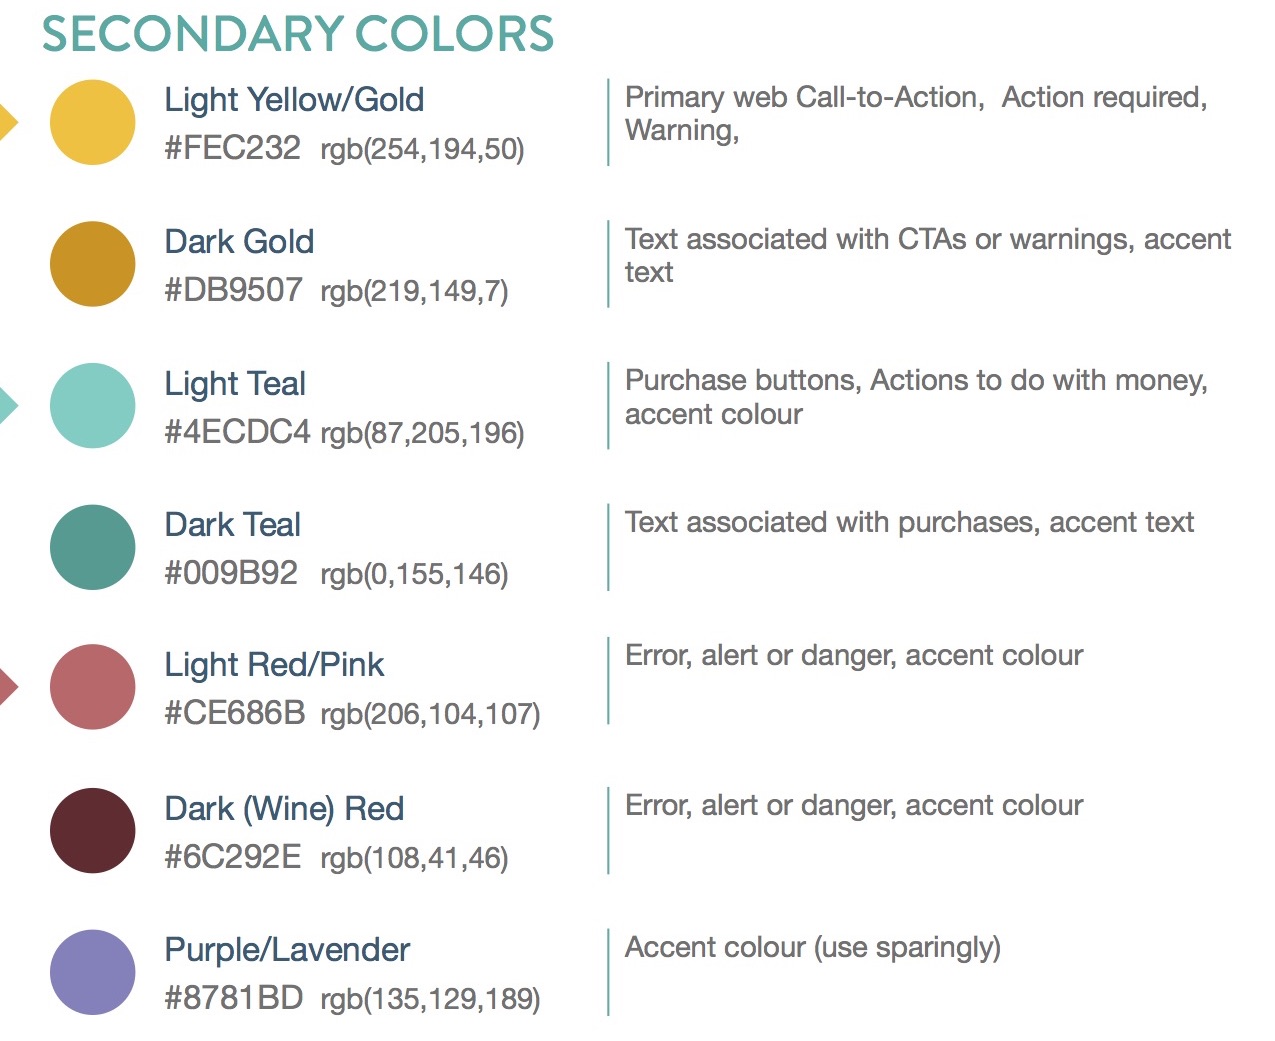 SECONDARY COLORS
Light Yellow/Gold
#FEC232 rgb(254,194,50)
Primary web Call-to-Action, Action required,
Warning,
Dark Gold
#DB9507 rgb(219,149,7)
Text associated with CTAs or warnings, accent
text
Light Teal
#4ECDC4 rgb(87,205,196)
Purchase buttons, Actions to do with money,
accent colour
Dark Teal
#009B92 rgb(0,155,146)
Text associated with purchases, accent text
Light Red/Pink
#CE686B rgb(206,104,107)
Error, alert or danger, accent colour
Dark (Wine) Red
#6C292E rgb(108,41,46)
Error, alert or danger, accent colour
Purple/Lavender
#8781BD rgb(135,129,189)
Accent colour (use sparingly)